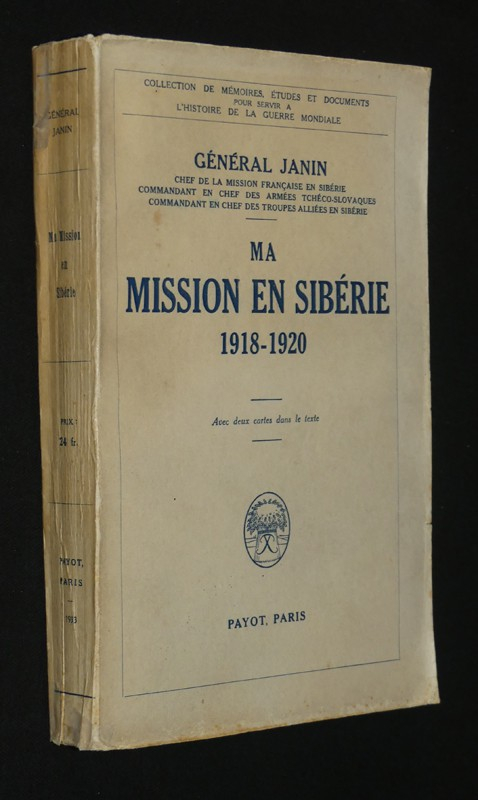 COLLECTION DE MÉMOIRES, ÉTUDES ET DOCUMENTS
POUR SERVIR A
L'HISTOIRE DE LA GUERRE MONDIALE
GÉNÉRAL JANIN
CHEF DE LA MISSION FRANÇAISE EN SIBÉRIE
COMMANDANT EN CHEF DES ARMÉES TCHÉCO-SLOVAQUES
COMMANDANT EN CHEF DES TROUPES ALLIÉES EN SIBÉRIE
MA
MISSION EN SIBÉRIE
1918-1920
Avec deux cartes dans le texte
PAYOT, PARIS
GÉNÉRAL
JANIN
Ma Mission
en
Sibérie
PRIX :
24 fr.
PAYOT,
PARIS
1933